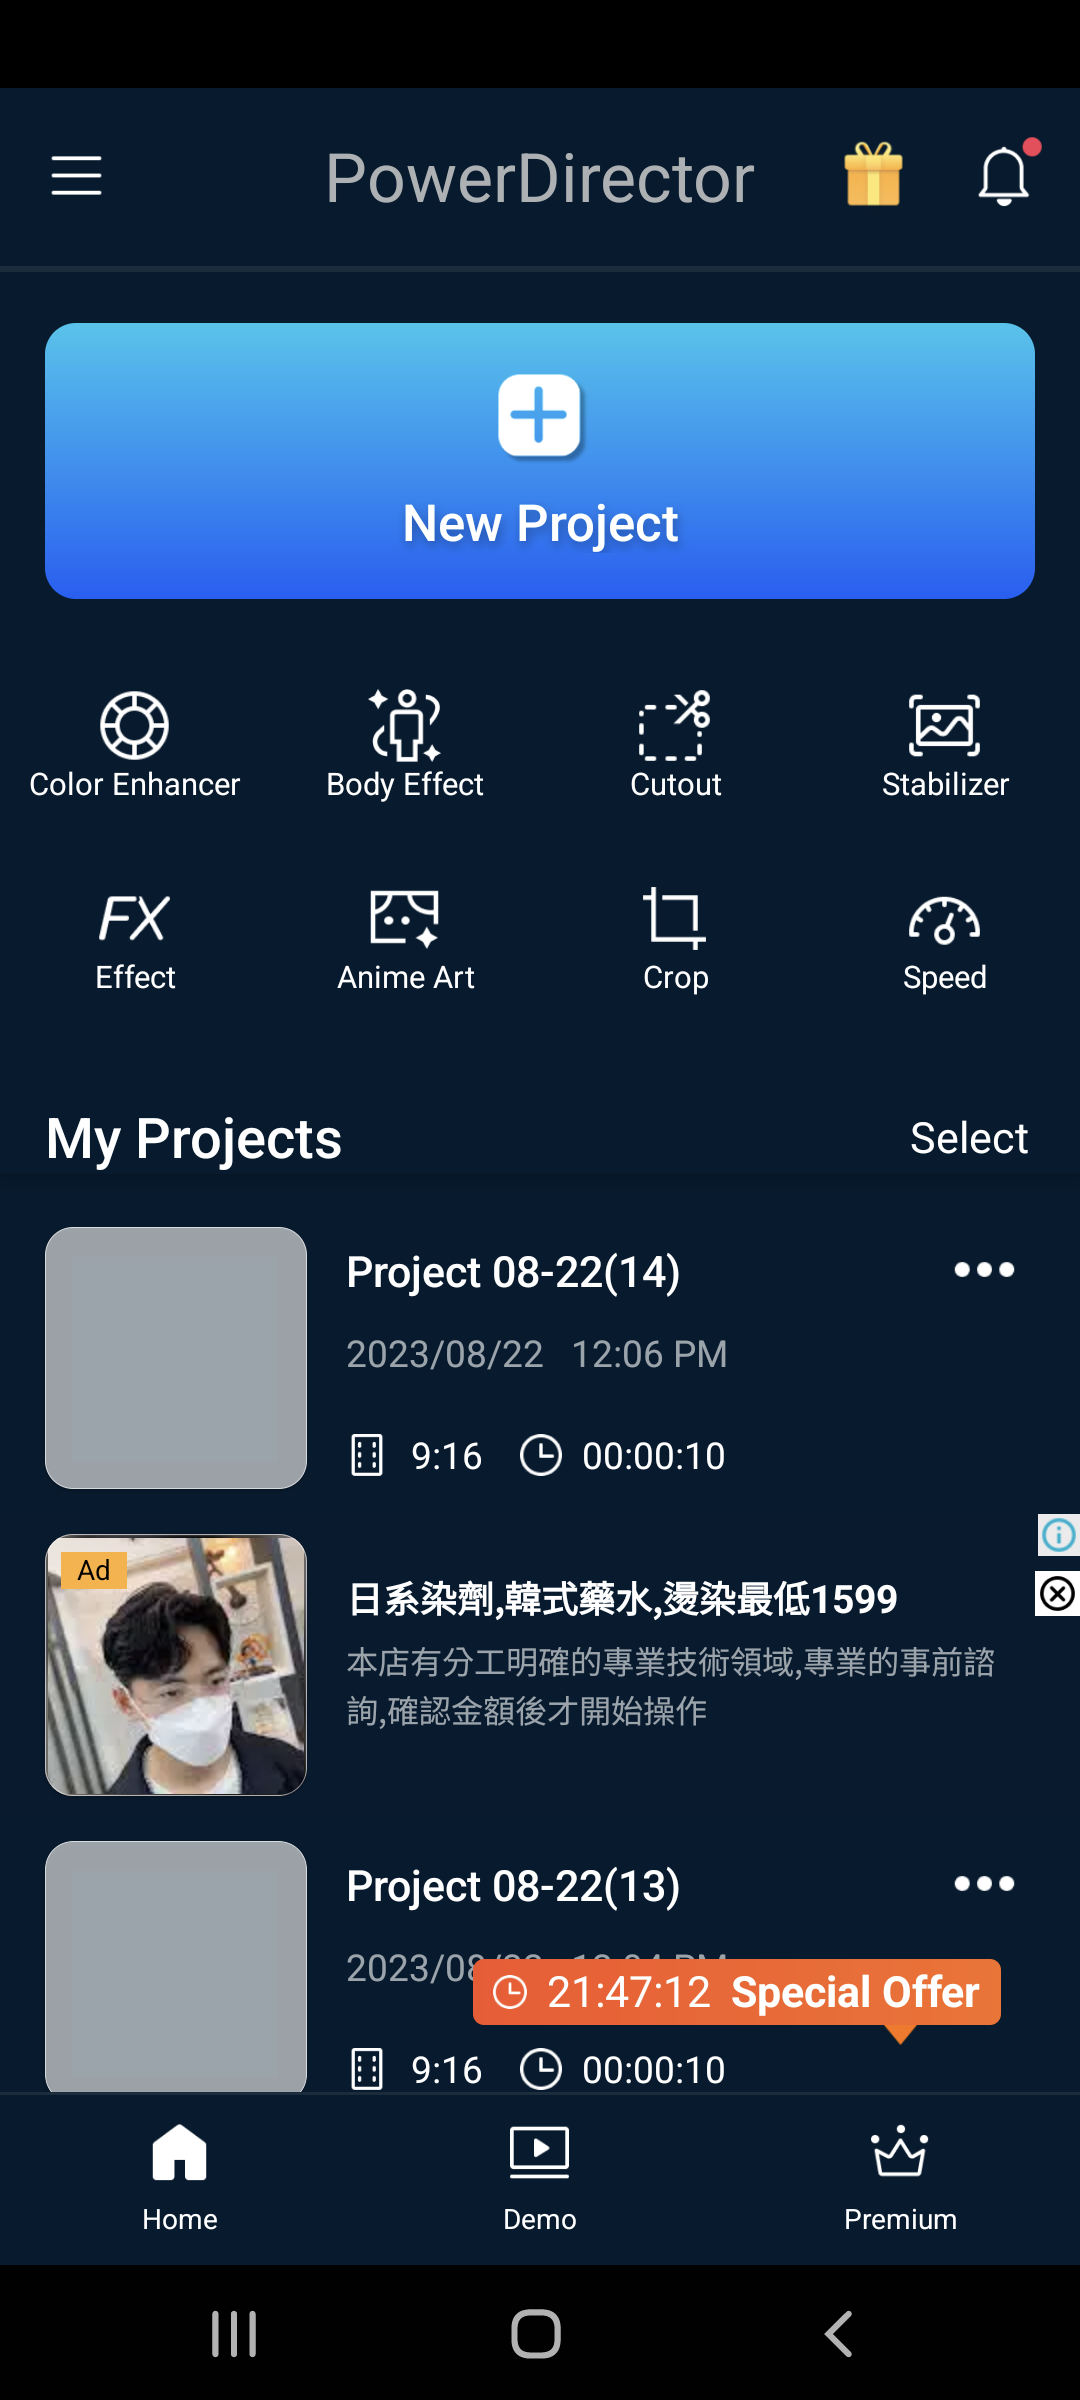 PowerDirector
New Project
Color Enhancer
Body Effect
Cutout
Stabilizer
FX
Effect
Anime Art
Crop
Speed
My Projects
Select
Project 08-22(14)
2023/08/22 12:06 PM
9:16 00:00:10
Ad
日系染劑,韓式藥水,燙染最低1599
本店有分工明確的專業技術領域,專業的事前諮
詢,確認金額後才開始操作
Project 08-22(13)
21:47:12 Special Offer
9:16 00:00:10
Home
Demo
Premium